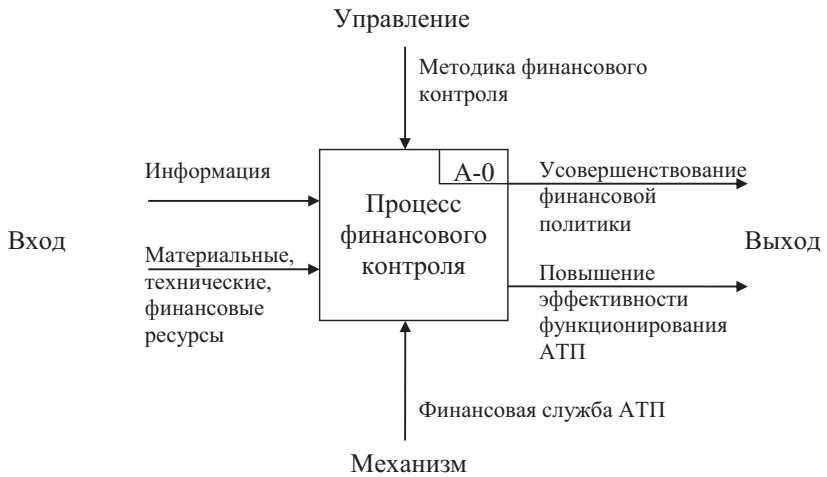 Управление
Методика финансового
контроля
А-0
Информация
Процесс
финансового
контроля
Усовершенствование
финансовой
политики
Вход
Выход
Материальные,
технические,
финансовые
ресурсы
Повышение
эффективности
функционирования
АТП
Финансовая служба АТП
Механизм